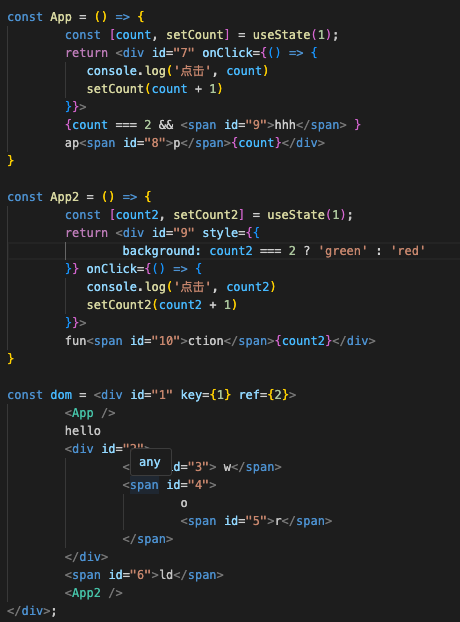 const App = () => {
        const [count, setCount] = useState(1);
        return <div id="7" onClick={() => {
           console.log('点击', count)
           setCount(count + 1)
        }}>
        {count === 2 && <span id="9">hhh</span> }
        ap<span id="8">p</span>{count}</div>
}

const App2 = () => {
        const [count2, setCount2] = useState(1);
        return <div id="9" style={{
                background: count2 === 2 ? 'green' : 'red'
        }} onClick={() => {
           console.log('点击', count2)
           setCount2(count2 + 1)
        }}>
        fun<span id="10">ction</span>{count2}</div>
}

const dom = <div id="1" key={1} ref={2}>
        <App />
        hello
        <div id="2">
                any
                < id="3"> w</span>
                <span id="4">
                        o
                        <span id="5">r</span>
                </span>
        </div>
        <span id="6">ld</span>
        <App2 />
</div>;